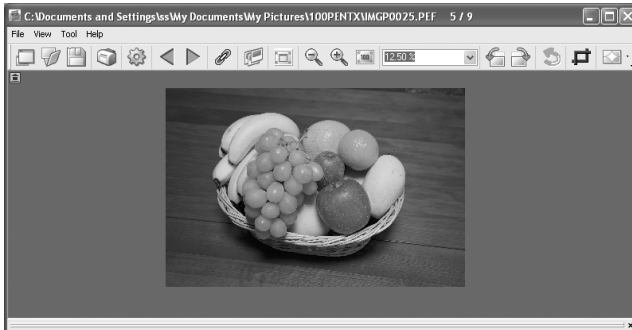 C:\Documents and Settings\ss\My Documents\My Pictures\100PENTX\IMGP0025.PEF 5 / 9
File View Tool Help
100 12.50 %